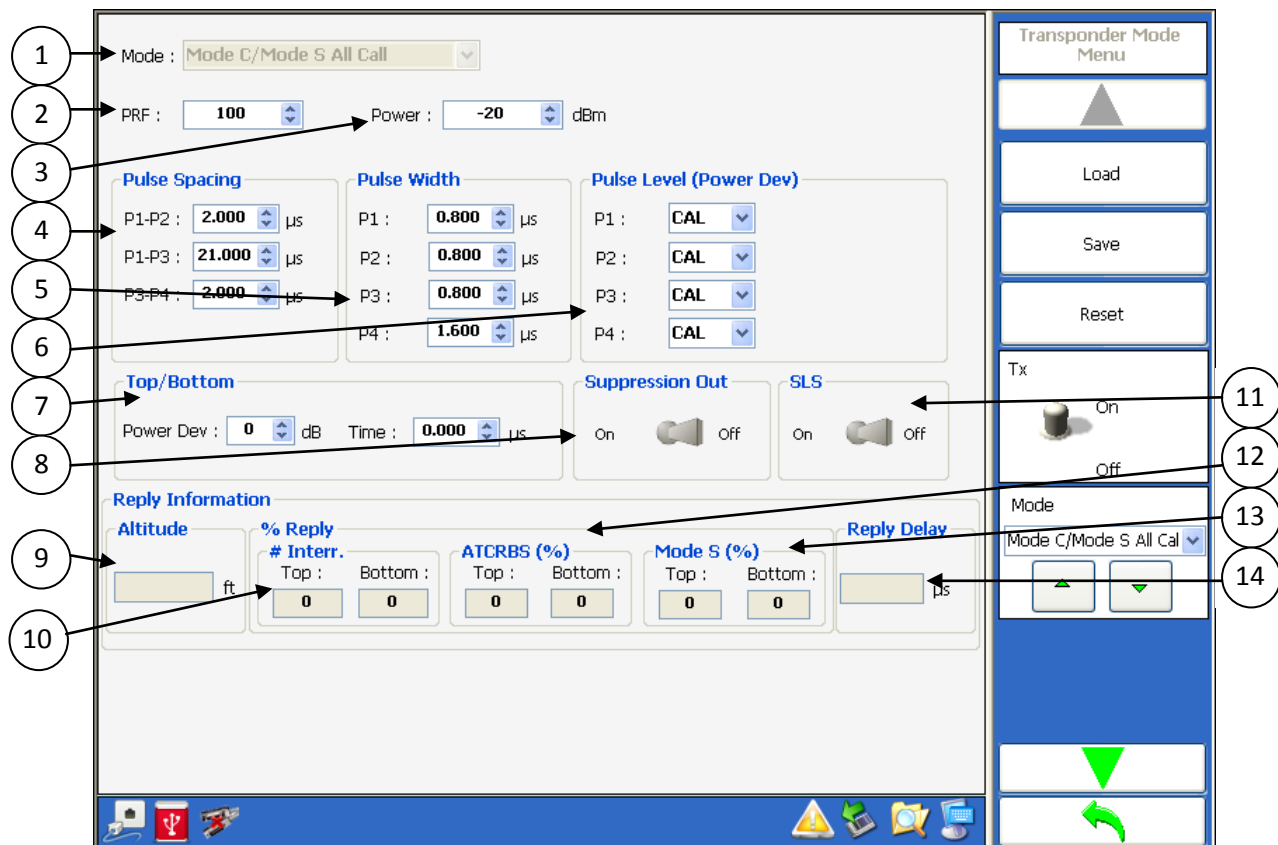 1
Mode : Mode C/Mode S All Call
2
PRF : 100 Power : -20 dBm
3
Pulse Spacing
4
P1-P2 : 2.000 µs
P1-P3 : 21.000 µs
P3-P4 : 2.000 µs
Pulse Width
5
P1 : 0.800 µs
P2 : 0.800 µs
P3 : 0.800 µs
P4 : 1.600 µs
Pulse Level (Power Dev)
6
P1 : CAL
P2 : CAL
P3 : CAL
P4 : CAL
Top/Bottom
7
Power Dev : 0 dB Time : 0.000 µs
Suppression Out
8
On Off
SLS
11
On Off
Reply Information
Altitude
9
ft
% Reply
12
# Interr.
10
Top : Bottom :
0 0
ATCRBS (%)
Top : Bottom :
0 0
Mode S (%)
13
Top : Bottom :
0 0
Reply Delay
14
µs
Transponder Mode
Menu
Load
Save
Reset
Tx
On
Off
Mode
Mode C/Mode S All Cal